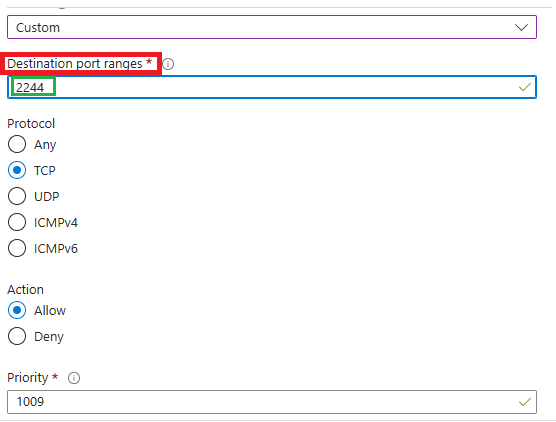 Custom
Destination port ranges *
2244
Protocol
Any
TCP
UDP
ICMPv4
ICMPv6
Action
Allow
Deny
Priority *
1009